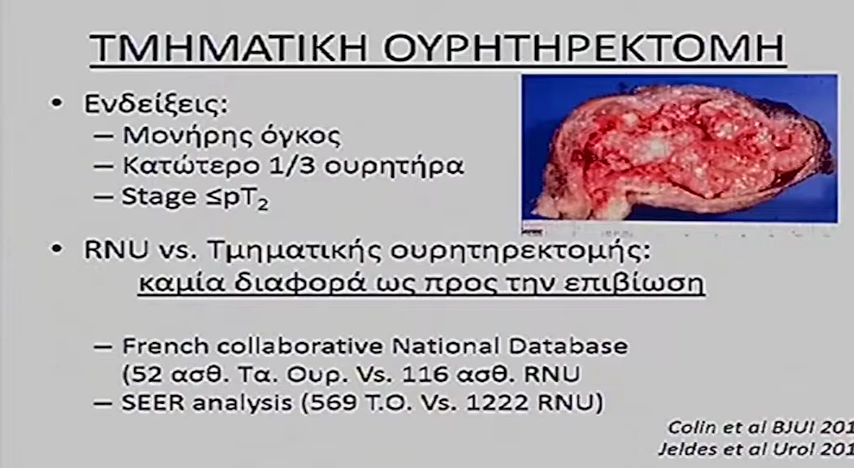 ΤΜΗΜΑΤΙΚΗ ΟΥΡΗΤΗΡΕΚΤΟΜΗ
• Ενδείξεις:
– Μονήρης όγκος
– Κατώτερο 1/3 ουρητήρα
– Stage ≤pT₂
• RNU vs. Τμηματικής ουρητηρεκτομής:
καμία διαφορά ως προς την επιβίωση
– French collaborative National Database
(52 ασθ. Τα. Ουρ. Vs. 116 ασθ. RNU
– SEER analysis (569 Τ.Ο. Vs. 1222 RNU)
Colin et al BJUI 201
Jeldes et al Urol 201